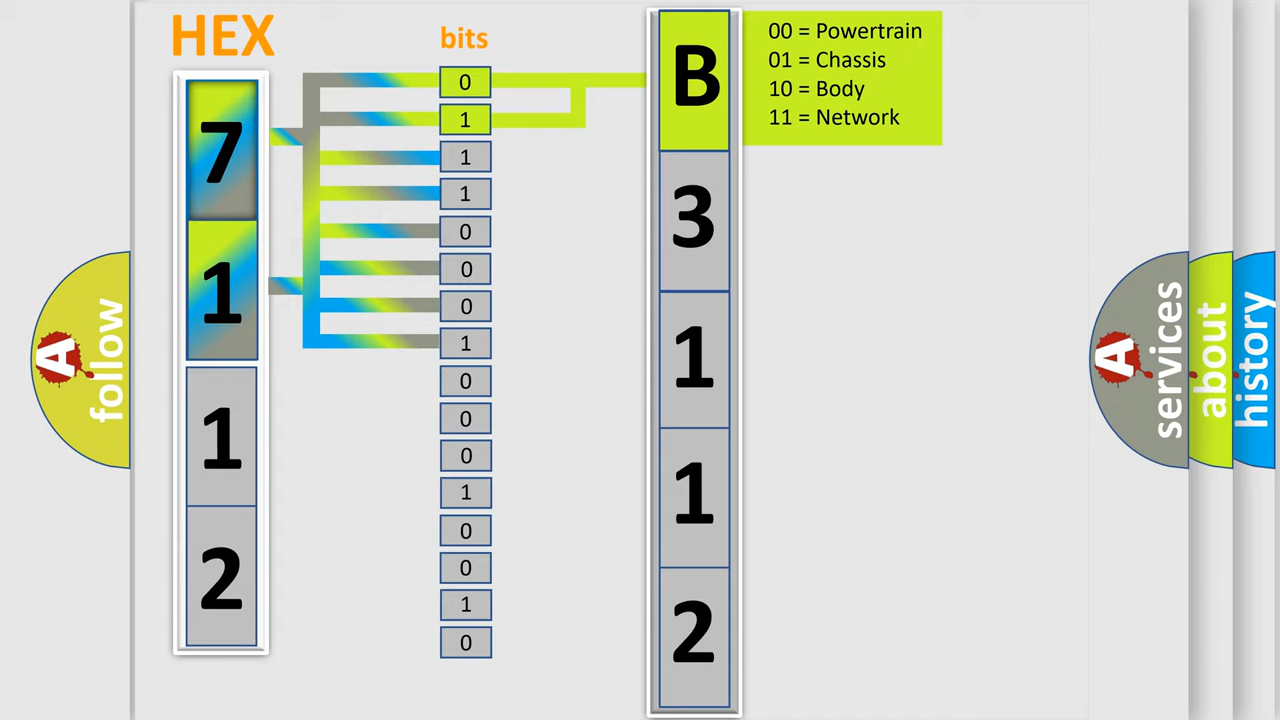 HEX
bits
7
1
1
2
0
1
1
1
0
0
0
1
0
0
0
1
0
0
1
0
B
3
1
1
2
00 = Powertrain
01 = Chassis
10 = Body
11 = Network
A
follow
A
services
about
history